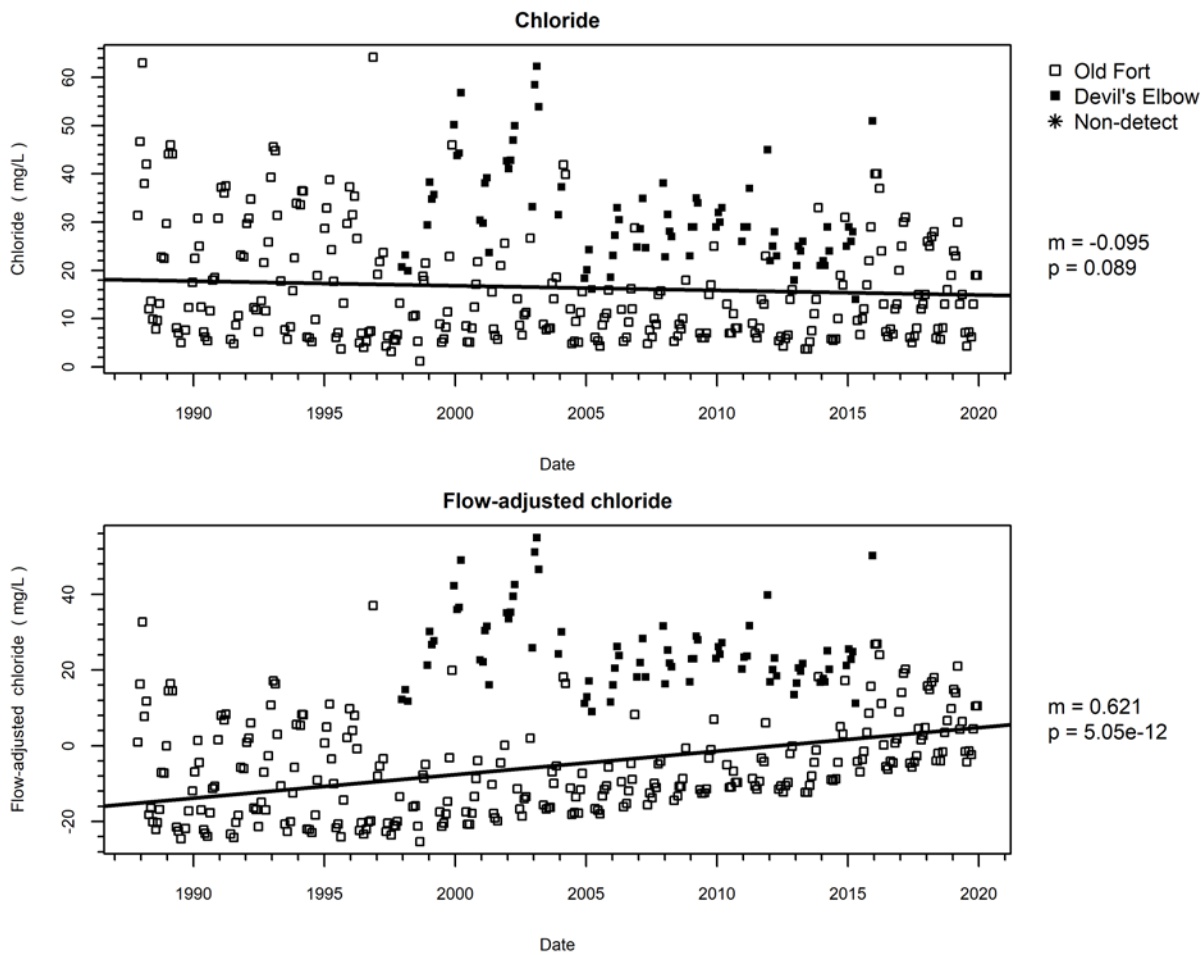 Chloride
Chloride ( mg/L )
60
50
40
30
20
10
0
1990 1995 2000 2005 2010 2015 2020
Date
Old Fort
Devil's Elbow
Non-detect
m = -0.095
p = 0.089
Flow-adjusted chloride
Flow-adjusted chloride ( mg/L )
40
20
0
-20
1990 1995 2000 2005 2010 2015 2020
Date
m = 0.621
p = 5.05e-12